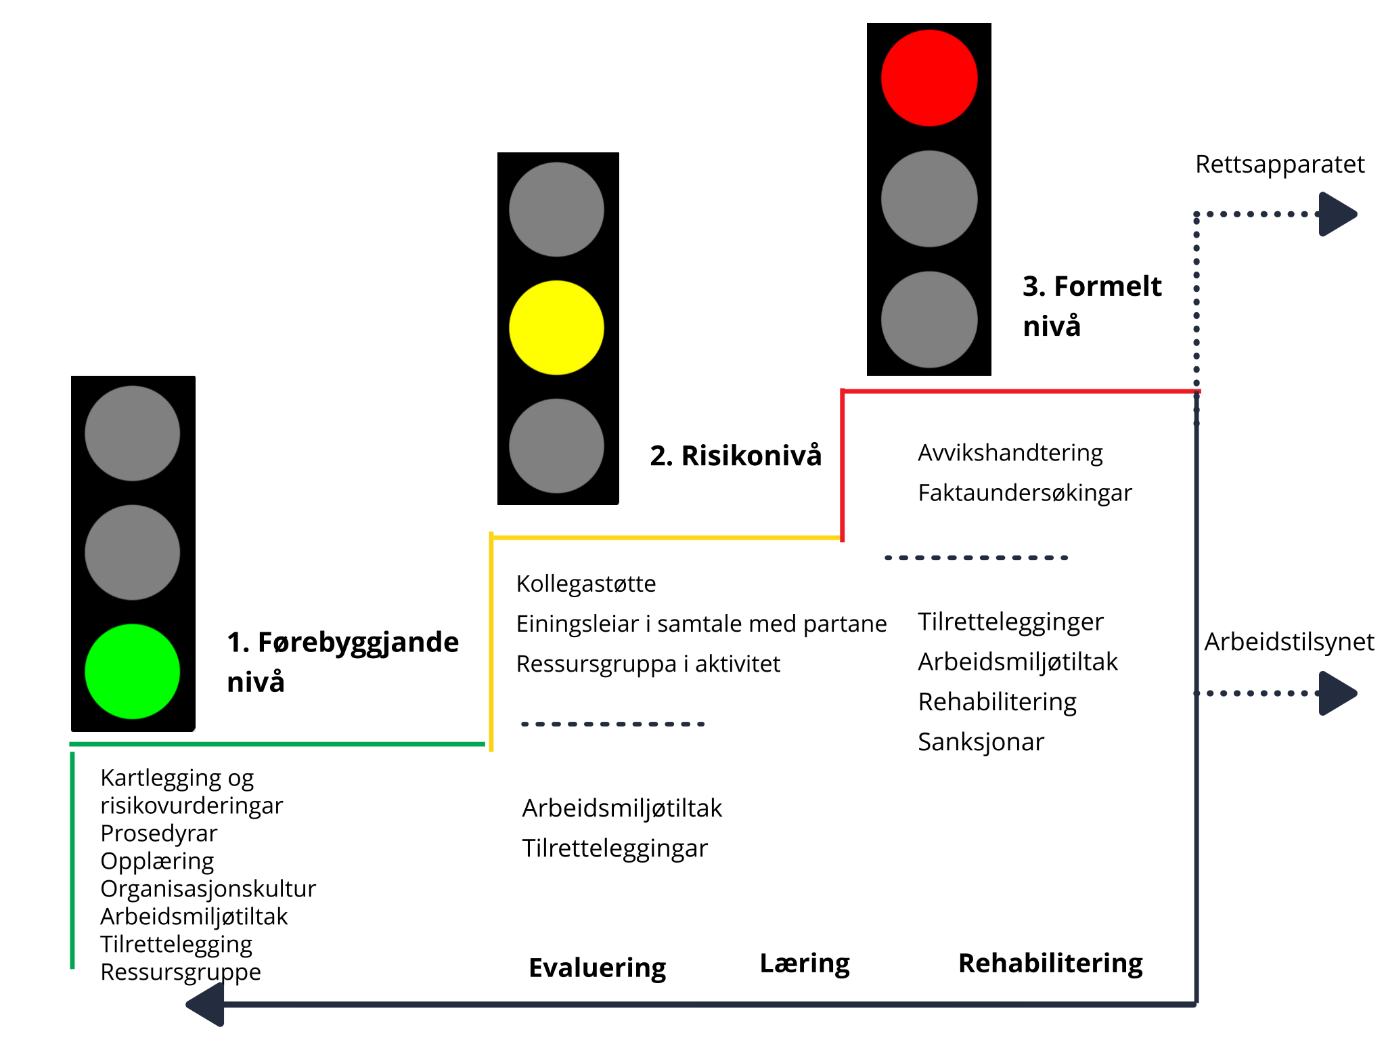 Rettsapparatet
3. Formelt
nivå
2. Risikonivå
Avvikshandtering
Faktaundersøkingar
Kollegastøtte
Einingsleiar i samtale med partane
Ressursgruppa i aktivitet
Tilrettelegginger
Arbeidsmiljøtiltak
Rehabilitering
Sanksjonar
Arbeidstilsynet
1. Førebyggjande
nivå
Kartlegging og
risikovurderingar
Prosedyrar
Opplæring
Organisasjonskultur
Arbeidsmiljøtiltak
Tilrettelegging
Ressursgruppe
Arbeidsmiljøtiltak
Tilretteleggingar
Evaluering
Læring
Rehabilitering